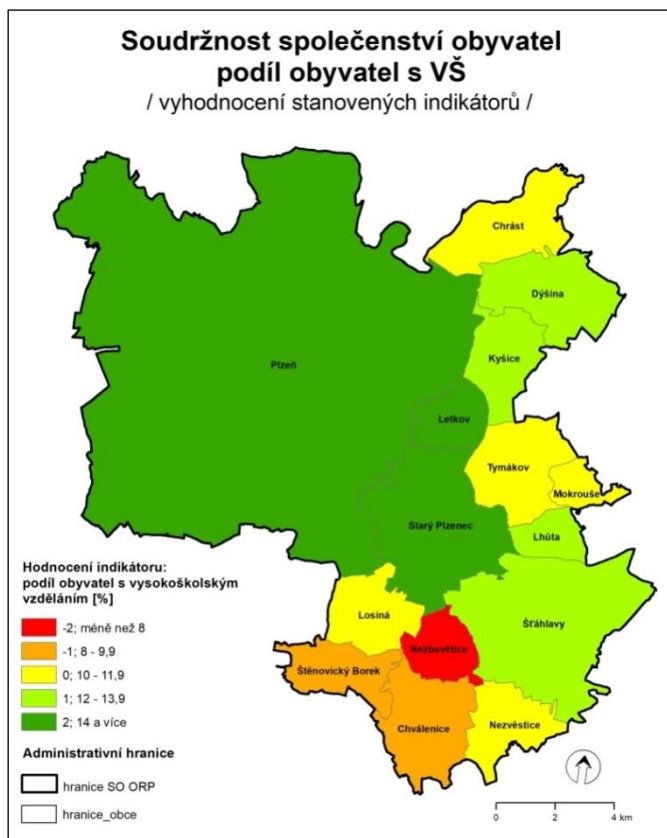 Soudržnost společenství obyvatel
podíl obyvatel s VŠ
/ vyhodnocení stanovených indikátorů /
Chrást
Dýšina
Plzeň
Kyšice
Letkov
Tymákov
Mokrouše
Starý Plzenec
Lhůta
Hodnocení indikátoru:
podíl obyvatel s vysokoškolským
vzděláním [%]
-2; méně než 8
-1; 8 - 9,9
0; 10 - 11,9
1; 12 - 13,9
2; 14 a více
Losiná
Šťáhlavy
Nezbavětice
Štěnovický Borek
Chválenice
Nezvěstice
Administrativní hranice
hranice SO ORP
hranice_obce
0 2 4 km